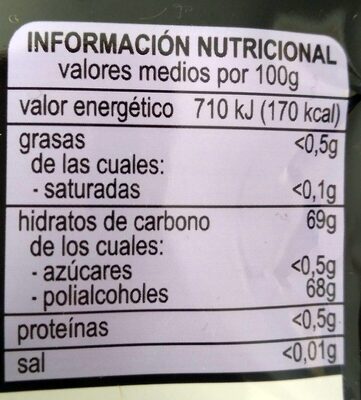 INFORMACIÓN NUTRICIONAL
valores medios por 100g
valor energético 710 kJ (170 kcal)
grasas <0,5g
de las cuales:
- saturadas <0,1g
hidratos de carbono 69g
de los cuales:
- azúcares <0,5g
- polialcoholes 68g
proteínas <0,5g
sal <0,01g